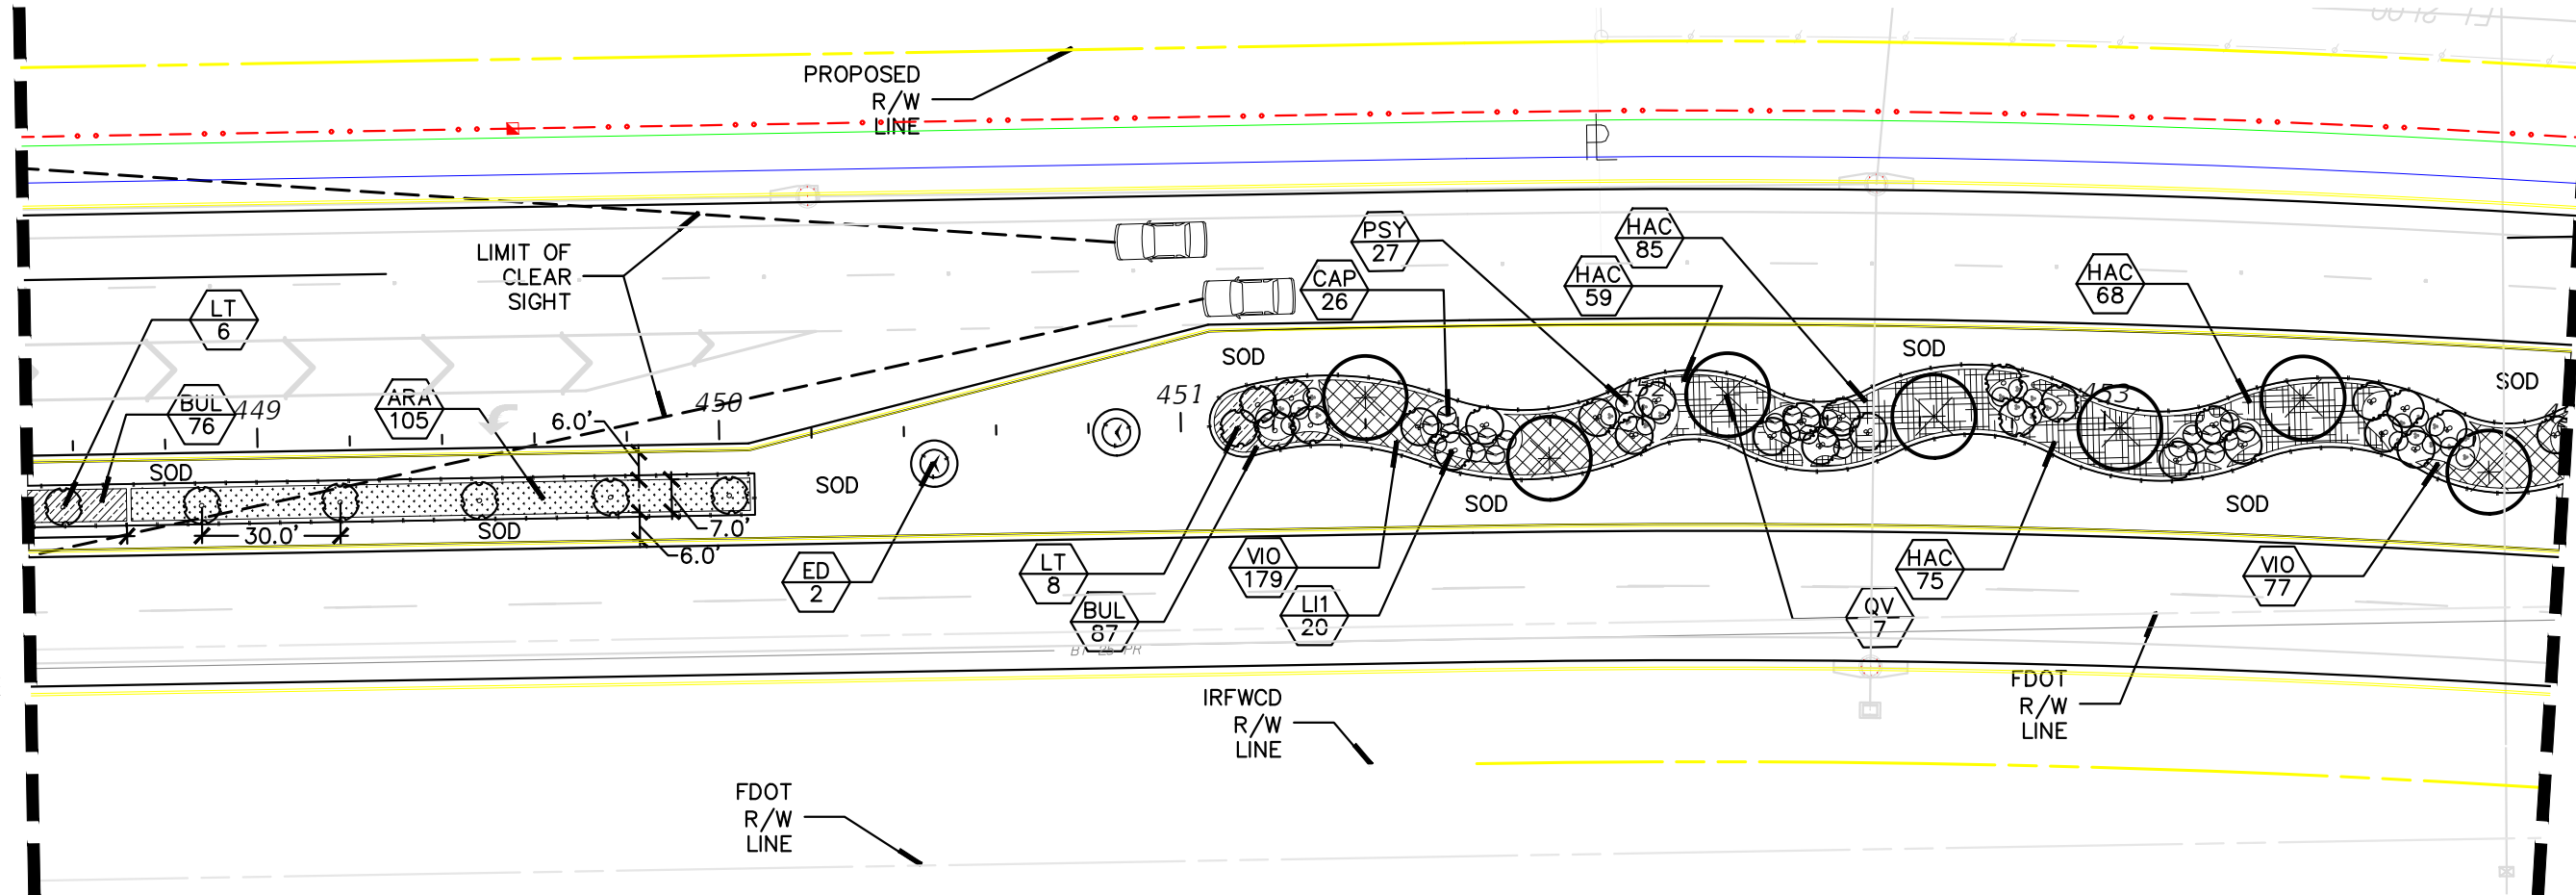 PROPOSED
R/W
LINE
LIMIT OF
CLEAR
SIGHT
PSY
27
HAC
85
CAP
26
HAC
59
HAC
68
LT
6
BUL
76
449
ARA
105
6.0'
450
451
452
453
SOD
SOD
SOD
SOD
SOD
SOD
SOD
SOD
30.0'
7.0'
6.0'
ED
2
LT
8
BUL
87
VIO
179
LI1
20
QV
7
HAC
75
VIO
77
IRFWCD
R/W
LINE
FDOT
R/W
LINE
FDOT
R/W
LINE